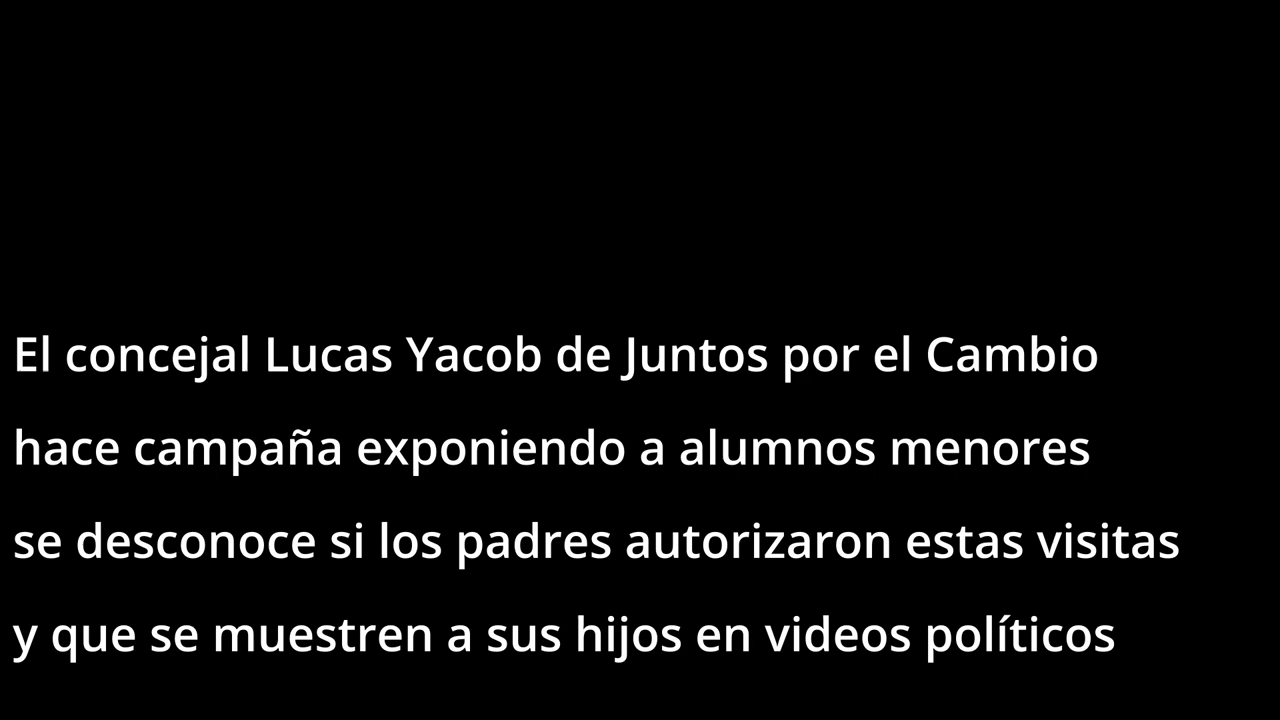 El concejal Lucas Yacob de Juntos por el Cambio
hace campaña exponiendo a alumnos menores
se desconoce si los padres autorizaron estas visitas
y que se muestren a sus hijos en videos políticos